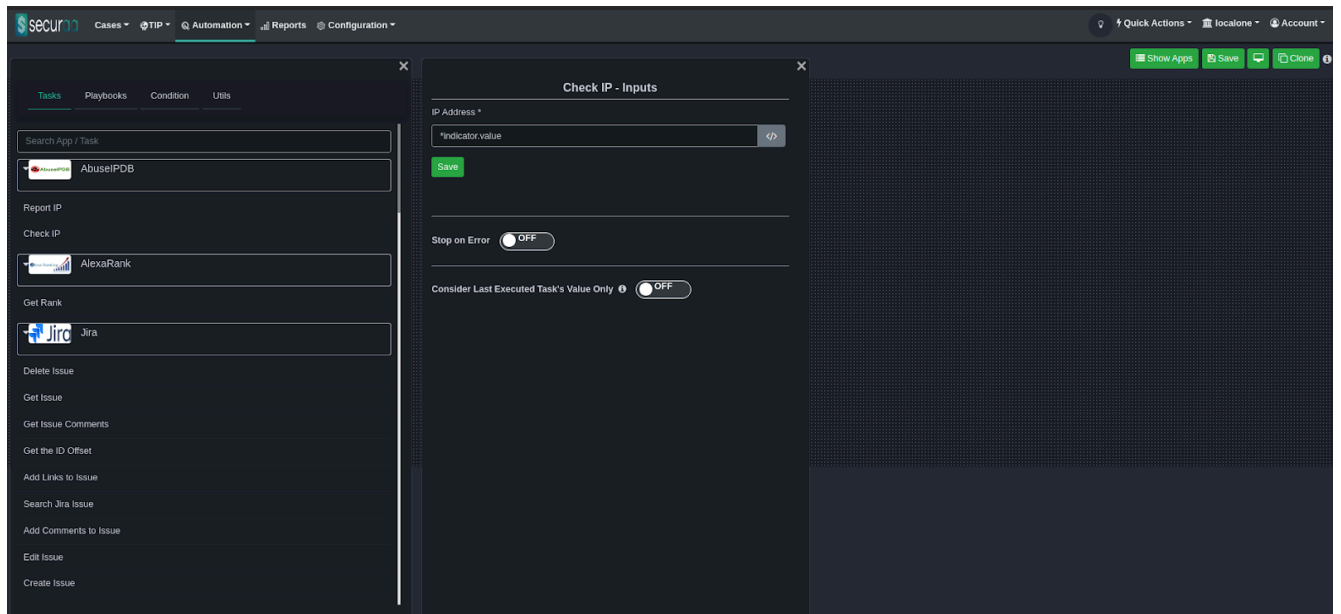 securaa Cases TIP Automation Reports Configuration Quick Actions localone Account
Show Apps Save Clone
Tasks Playbooks Condition Utils
Search App / Task
AbuseIPDB AbuseIPDB
Report IP
Check IP
AlexaRank
Get Rank
Jira Jira
Delete Issue
Get Issue
Get Issue Comments
Get the ID Offset
Add Links to Issue
Search Jira Issue
Add Comments to Issue
Edit Issue
Create Issue
Check IP - Inputs
IP Address *
*indicator.value </>
Save
Stop on Error OFF
Consider Last Executed Task's Value Only OFF